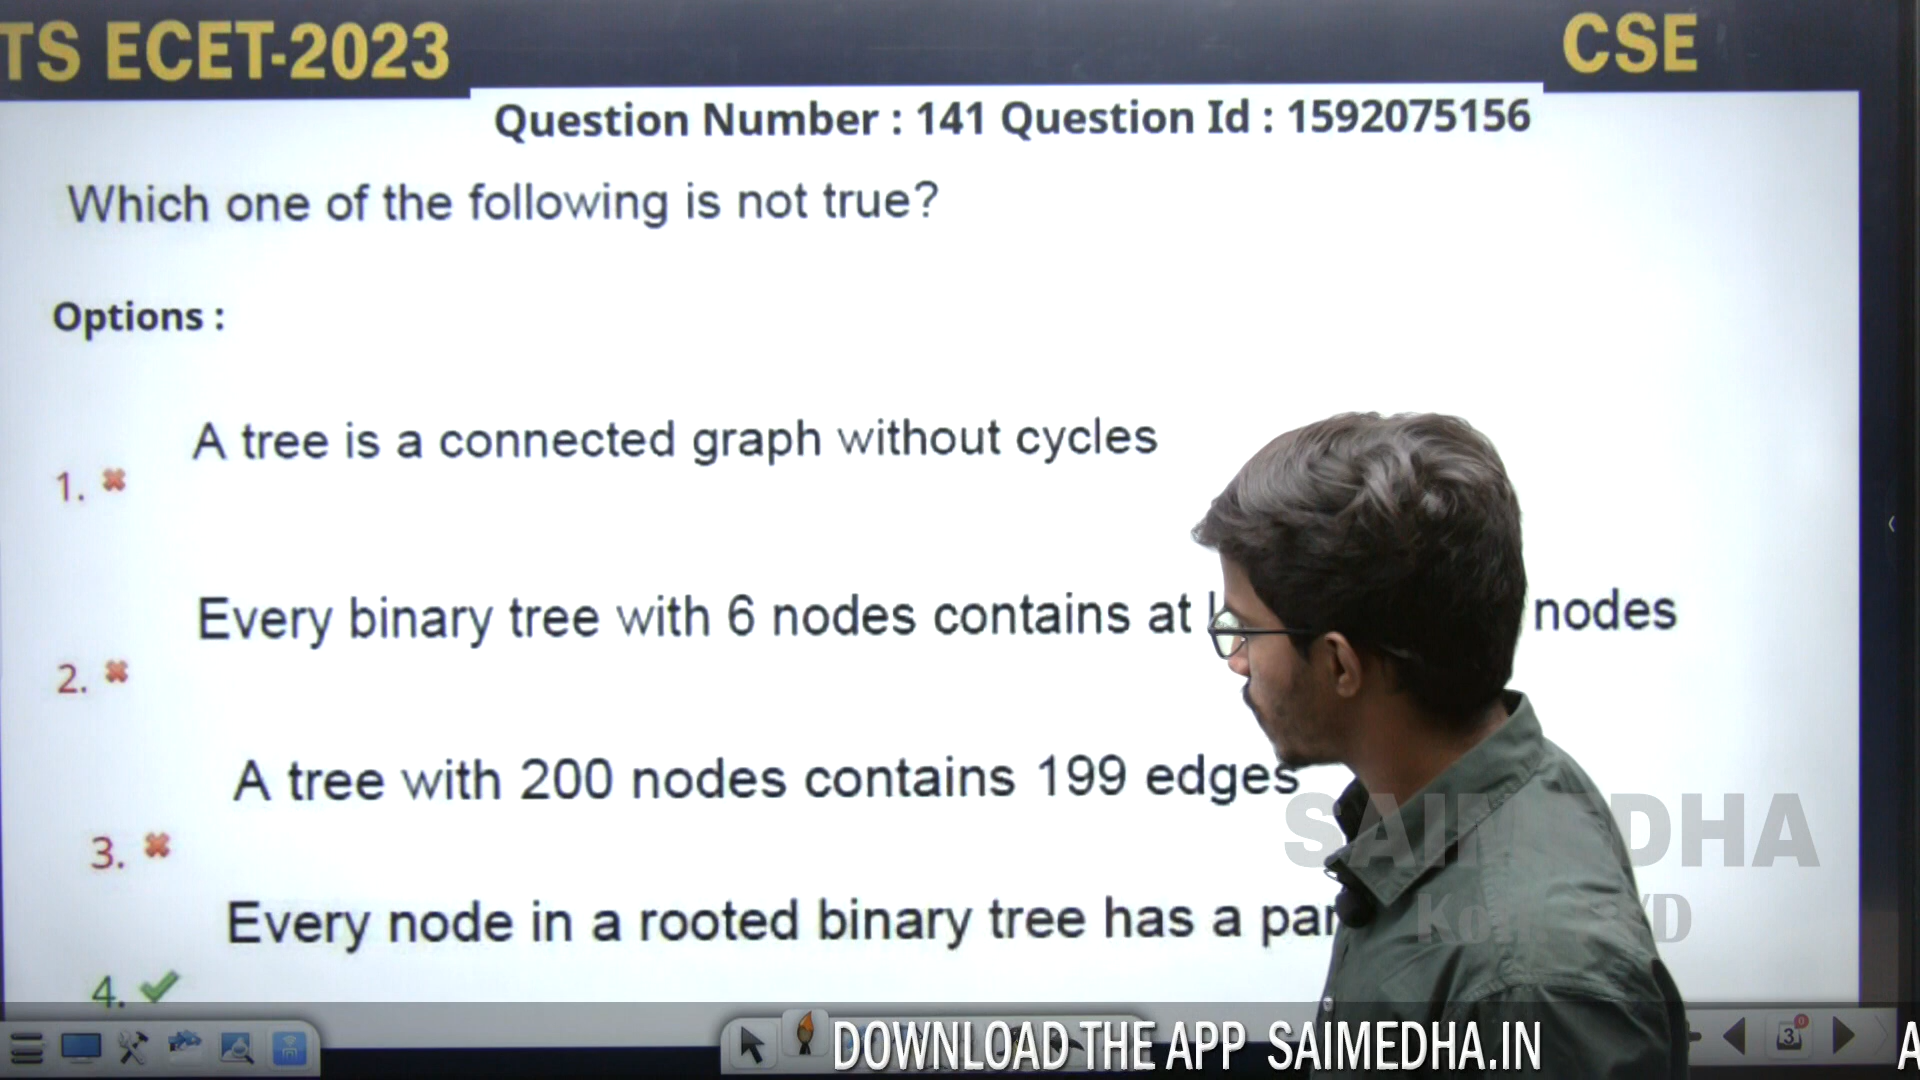 TS ECET-2023
CSE
Question Number : 141 Question Id : 1592075156
Which one of the following is not true?
Options :
A tree is a connected graph without cycles
1.
Every binary tree with 6 nodes contains at nodes
2.
A tree with 200 nodes contains 199 edges
3.
Every node in a rooted binary tree has a
4.
SAIMEDHA
3
DOWNLOAD THE APP SAIMEDHA.IN